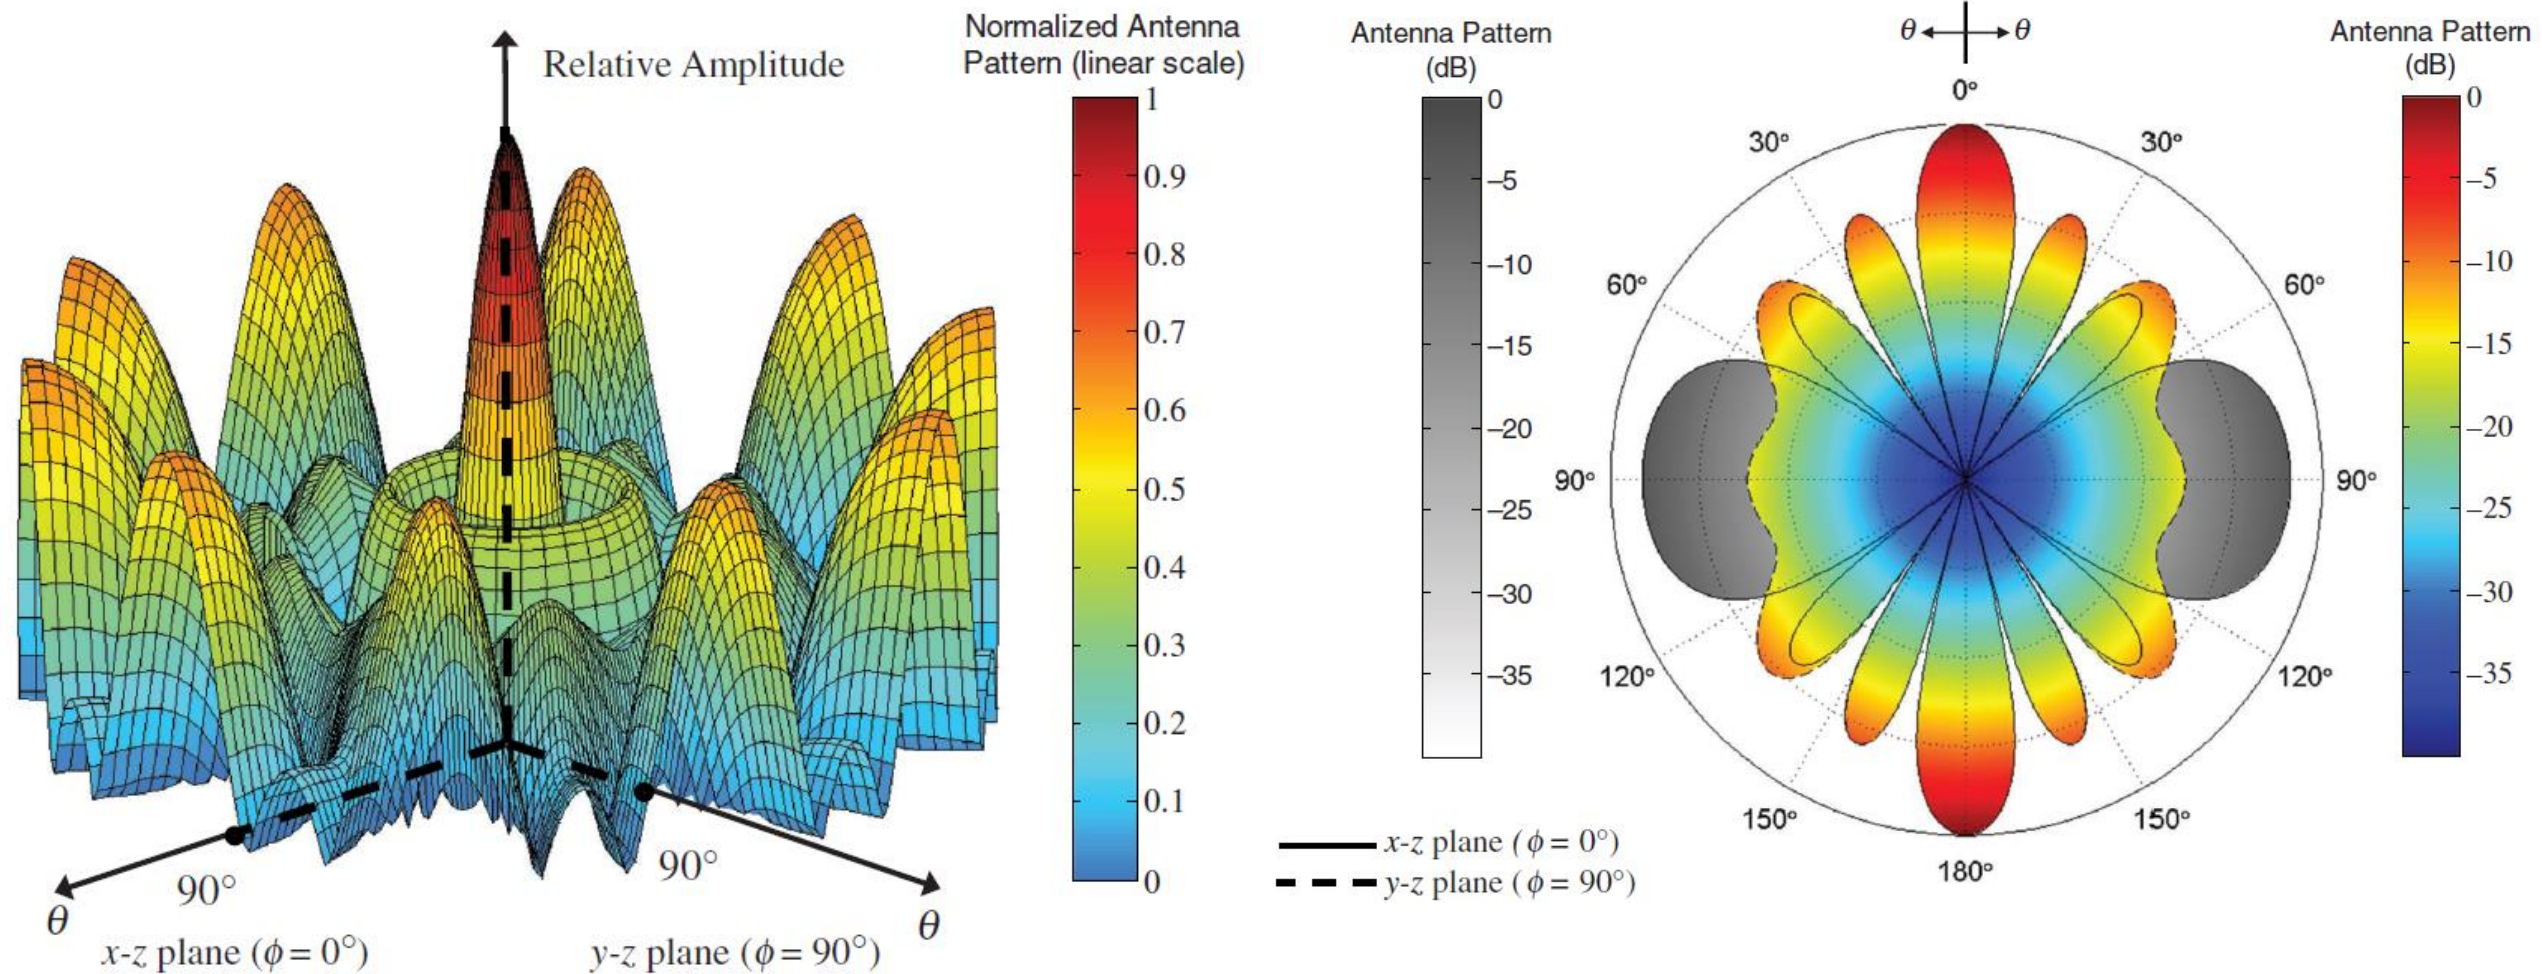 Relative Amplitude
90°
θ
x-z plane (ϕ = 0°)
90°
θ
y-z plane (ϕ = 90°)
Normalized Antenna
Pattern (linear scale)
1
0.9
0.8
0.7
0.6
0.5
0.4
0.3
0.2
0.1
0
Antenna Pattern
(dB)
0
–5
–10
–15
–20
–25
–30
–35
x-z plane (ϕ = 0°)
y-z plane (ϕ = 90°)
θ θ
0°
30° 30°
60° 60°
90° 90°
120° 120°
150° 150°
180°
Antenna Pattern
(dB)
0
–5
–10
–15
–20
–25
–30
–35